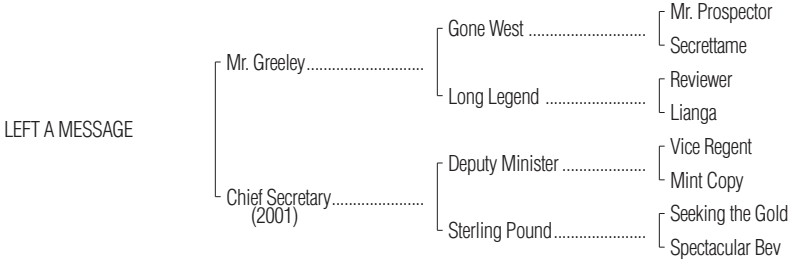 Mr. Prospector
Gone West ..........................
Secrettame
Mr. Greeley..........................
Reviewer
Long Legend ......................
Lianga
LEFT A MESSAGE
Vice Regent
Deputy Minister ...................
Mint Copy
Chief Secretary....................
(2001)
Seeking the Gold
Sterling Pound....................
Spectacular Bev